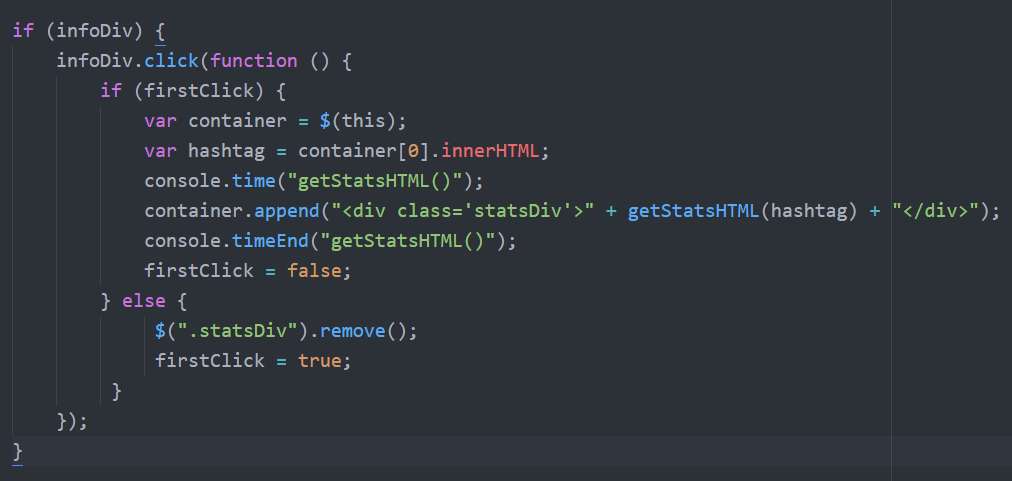 if (infoDiv) {
    infoDiv.click(function () {
        if (firstClick) {
            var container = $(this);
            var hashtag = container[0].innerHTML;
            console.time("getStatsHTML()");
            container.append("<div class='statsDiv'>" + getStatsHTML(hashtag) + "</div>");
            console.timeEnd("getStatsHTML()");
            firstClick = false;
        } else {
             $(".statsDiv").remove();
             firstClick = true;
         }
    });
}